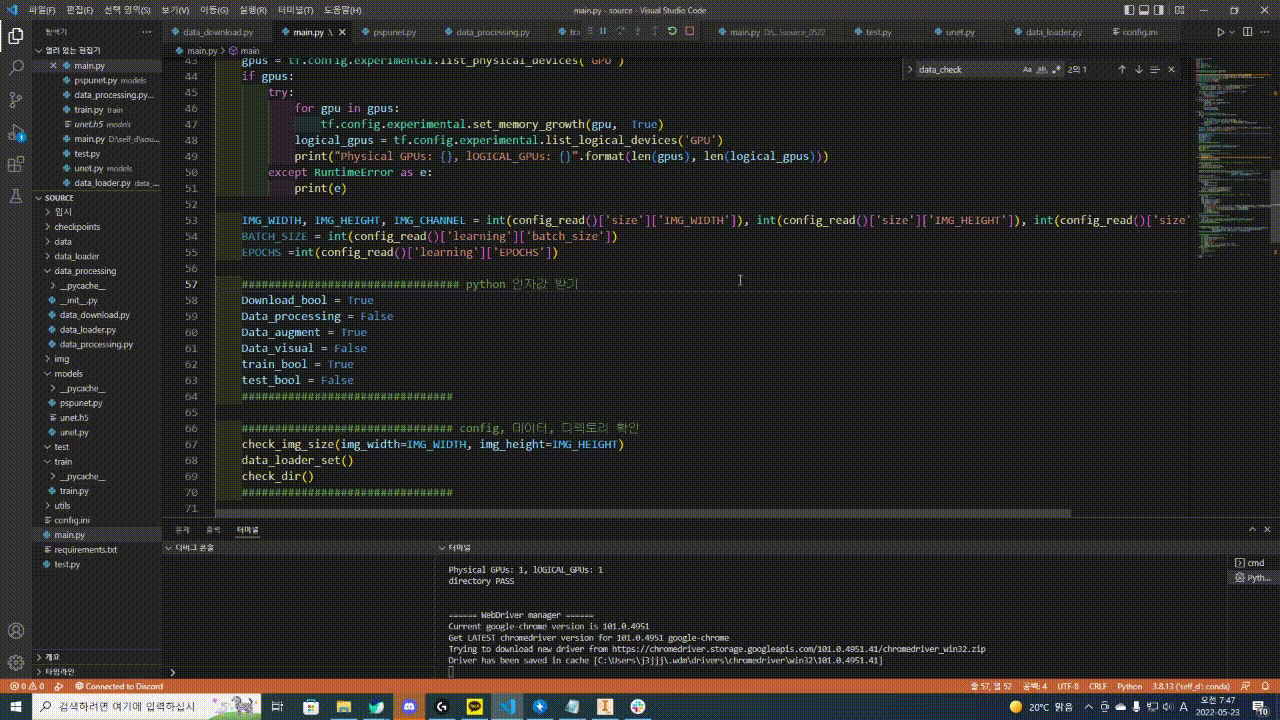 파일(F) 편집(E) 선택 영역(S) 보기(V) 이동(G) 실행(R) 터미널(T) 도움말(H)
main.py - source - Visual Studio Code
탐색기
data_download.py main.py \ pspunet.py data_processing.py tra main.py D:\...\source_0522 test.py unet.py data_loader.py config.ini
main.py > main
열려 있는 편집기
main.py
pspunet.py models
data_processing.py...
train.py train
unet.h5 models
main.py D:\self_d\sou...
test.py
unet.py models
data_loader.py data_...
SOURCE
임시
checkpoints
data
data_loader
data_processing
__pycache__
__init__.py
data_download.py
data_loader.py
data_processing.py
img
models
__pycache__
pspunet.py
unet.h5
unet.py
test
train
__pycache__
train.py
utils
config.ini
main.py
requirements.txt
test.py
개요
타임라인
data_check Aa ab 2의 1
43 gpus = tf.config.experimental.list_physical_devices('GPU')
44 if gpus:
45 try:
46 for gpu in gpus:
47 tf.config.experimental.set_memory_growth(gpu, True)
48 logical_gpus = tf.config.experimental.list_logical_devices('GPU')
49 print("Physical GPUs: {}, lOGICAL_GPUs: {}".format(len(gpus), len(logical_gpus)))
50 except RuntimeError as e:
51 print(e)
52
53 IMG_WIDTH, IMG_HEIGHT, IMG_CHANNEL = int(config_read()['size']['IMG_WIDTH']), int(config_read()['size']['IMG_HEIGHT']), int(config_read()['size'
54 BATCH_SIZE = int(config_read()['learning']['batch_size'])
55 EPOCHS =int(config_read()['learning']['EPOCHS'])
56
57 ################################# python 인자값 받기
58 Download_bool = True
59 Data_processing = False
60 Data_augment = True
61 Data_visual = False
62 train_bool = True
63 test_bool = False
64 ################################
65
66 ################################ config, 데이터, 디렉토리 확인
67 check_img_size(img_width=IMG_WIDTH, img_height=IMG_HEIGHT)
68 data_loader_set()
69 check_dir()
70 ################################
71
문제 출력 터미널
디버그 콘솔
터미널
Physical GPUs: 1, lOGICAL_GPUs: 1
directory PASS
====== WebDriver manager ======
Current google-chrome version is 101.0.4951
Get LATEST chromedriver version for 101.0.4951 google-chrome
Trying to download new driver from https://chromedriver.storage.googleapis.com/101.0.4951.41/chromedriver_win32.zip
Driver has been saved in cache [C:\Users\j3jjj\.wdm\drivers\chromedriver\win32\101.0.4951.41]
cmd
Pyth...
0 0 Connected to Discord
줄 57, 열 52 공백: 4 UTF-8 CRLF Python 3.8.13 ('self_d': conda)
검색하려면 여기에 입력하십시오
20°C 맑음
A
오전 7:47
2022-05-23
10